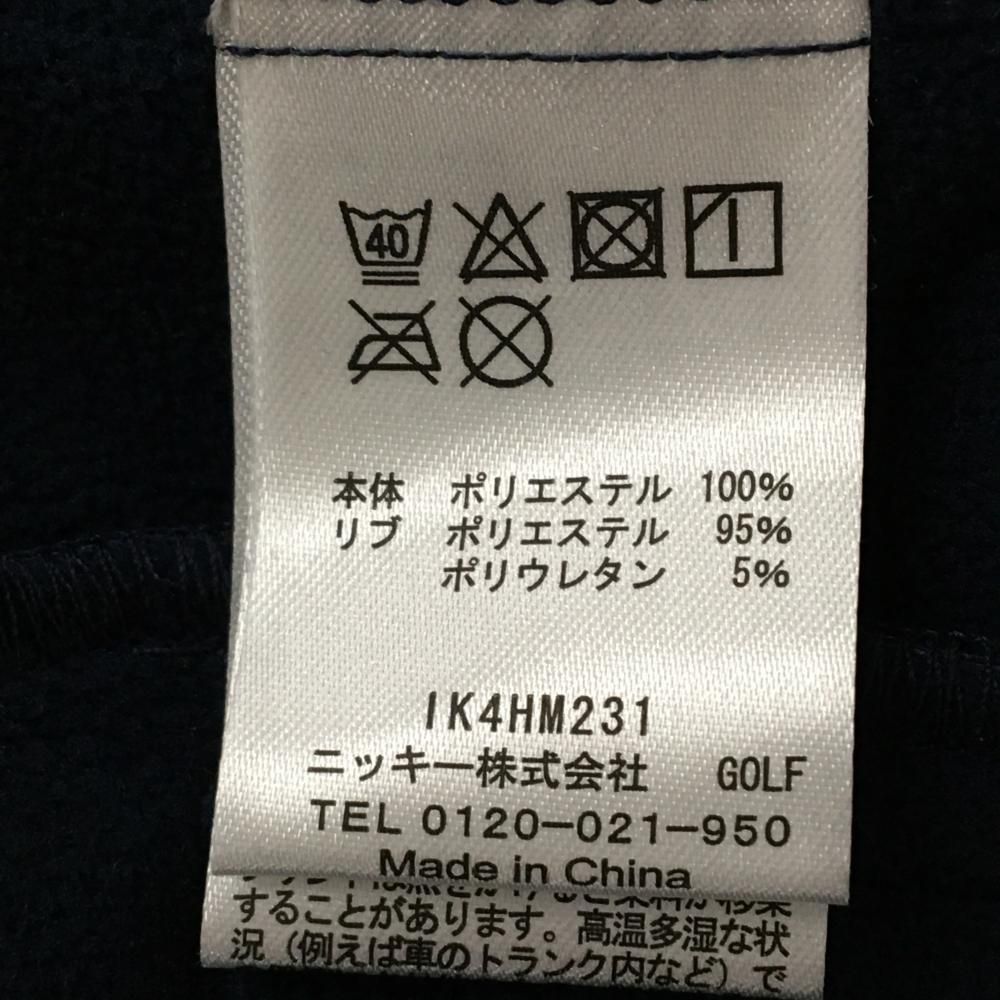 40
本体 ポリエステル 100%
リブ ポリエステル 95%
ポリウレタン 5%
IK4HM231
ニッキー株式会社 GOLF
TEL 0120-021-950
Made in China
することがあります。高温多湿な状
況(例えば車のトランク内など)で